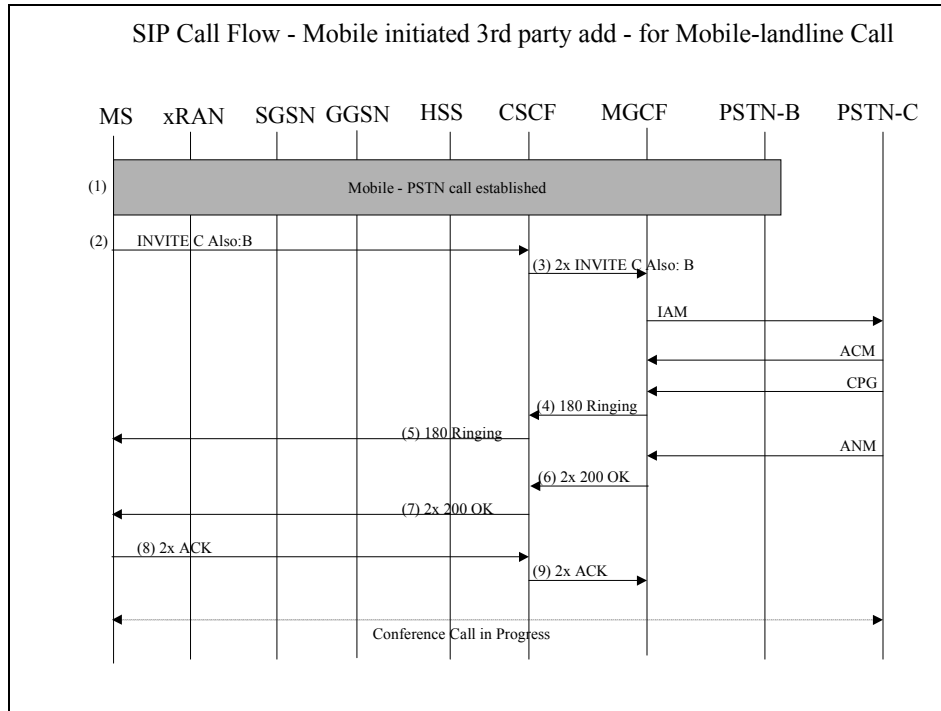 SIP Call Flow - Mobile initiated 3rd party add - for Mobile-landline Call
MS xRAN SGSN GGSN HSS CSCF MGCF PSTN-B PSTN-C
(1) Mobile - PSTN call established
(2) INVITE C Also:B
(3) 2x INVITE C Also: B
IAM
ACM
CPG
(4) 180 Ringing
(5) 180 Ringing
ANM
(6) 2x 200 OK
(7) 2x 200 OK
(8) 2x ACK
(9) 2x ACK
Conference Call in Progress